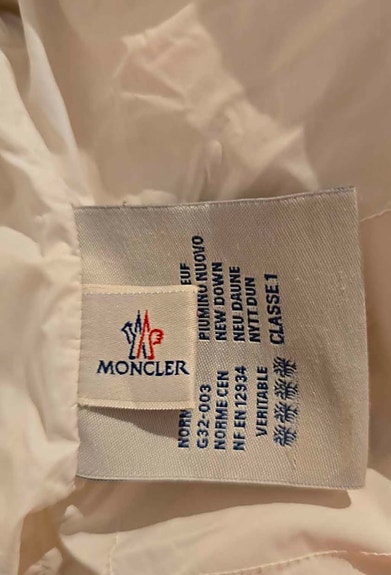 MONCLER
G32-003
NORME CEN
NF EN 12934
VERITABLE
PIUMINO NUOVO
NEW DOWN
NEU DAUNE
NYTT DUN
CLASSE 1